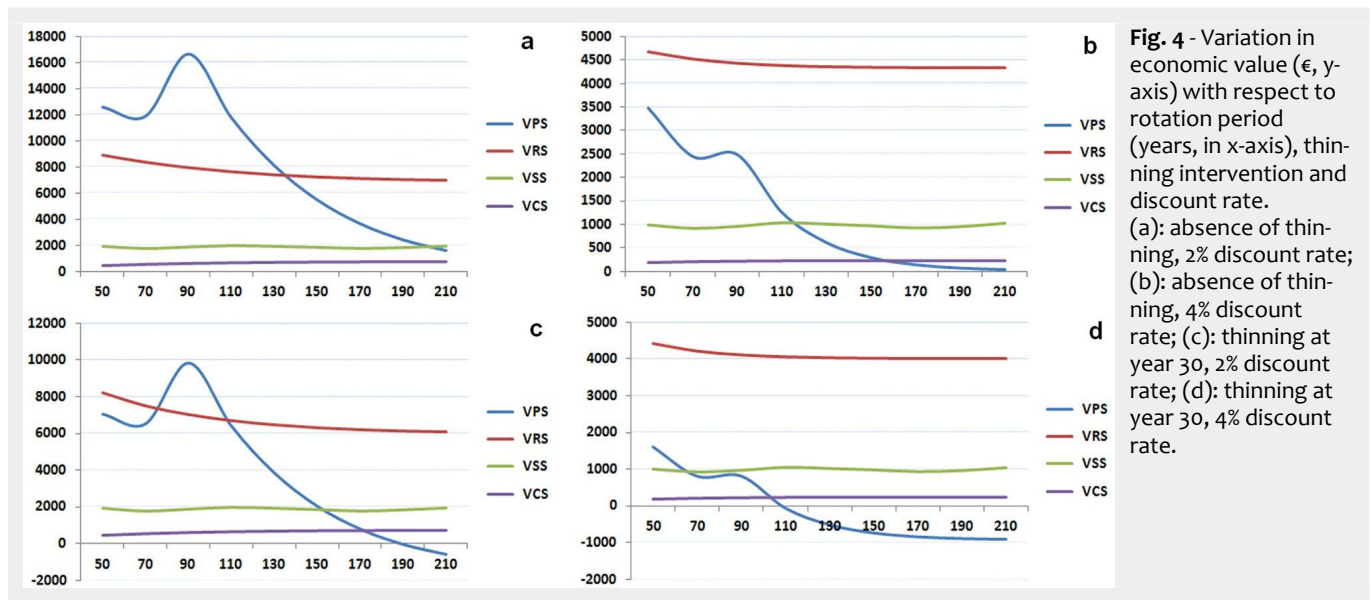 18000
16000
14000
12000
10000
8000
6000
4000
2000
0
50 70 90 110 130 150 170 190 210
a
VPS
VRS
VSS
VCS
5000
4500
4000
3500
3000
2500
2000
1500
1000
500
0
50 70 90 110 130 150 170 190 210
b
VPS
VRS
VSS
VCS
12000
10000
8000
6000
4000
2000
0
-2000
50 70 90 110 130 150 170 190 210
c
VPS
VRS
VSS
VCS
5000
4000
3000
2000
1000
0
-1000
-2000
50 70 90 110 130 150 170 190 210
d
VPS
VRS
VSS
VCS
Fig. 4 - Variation in
economic value (€, y-
axis) with respect to
rotation period
(years, in x-axis), thin-
ning intervention and
discount rate.
(a): absence of thin-
ning, 2% discount rate;
(b): absence of thin-
ning, 4% discount
rate; (c): thinning at
year 30, 2% discount
rate; (d): thinning at
year 30, 4% discount
rate.